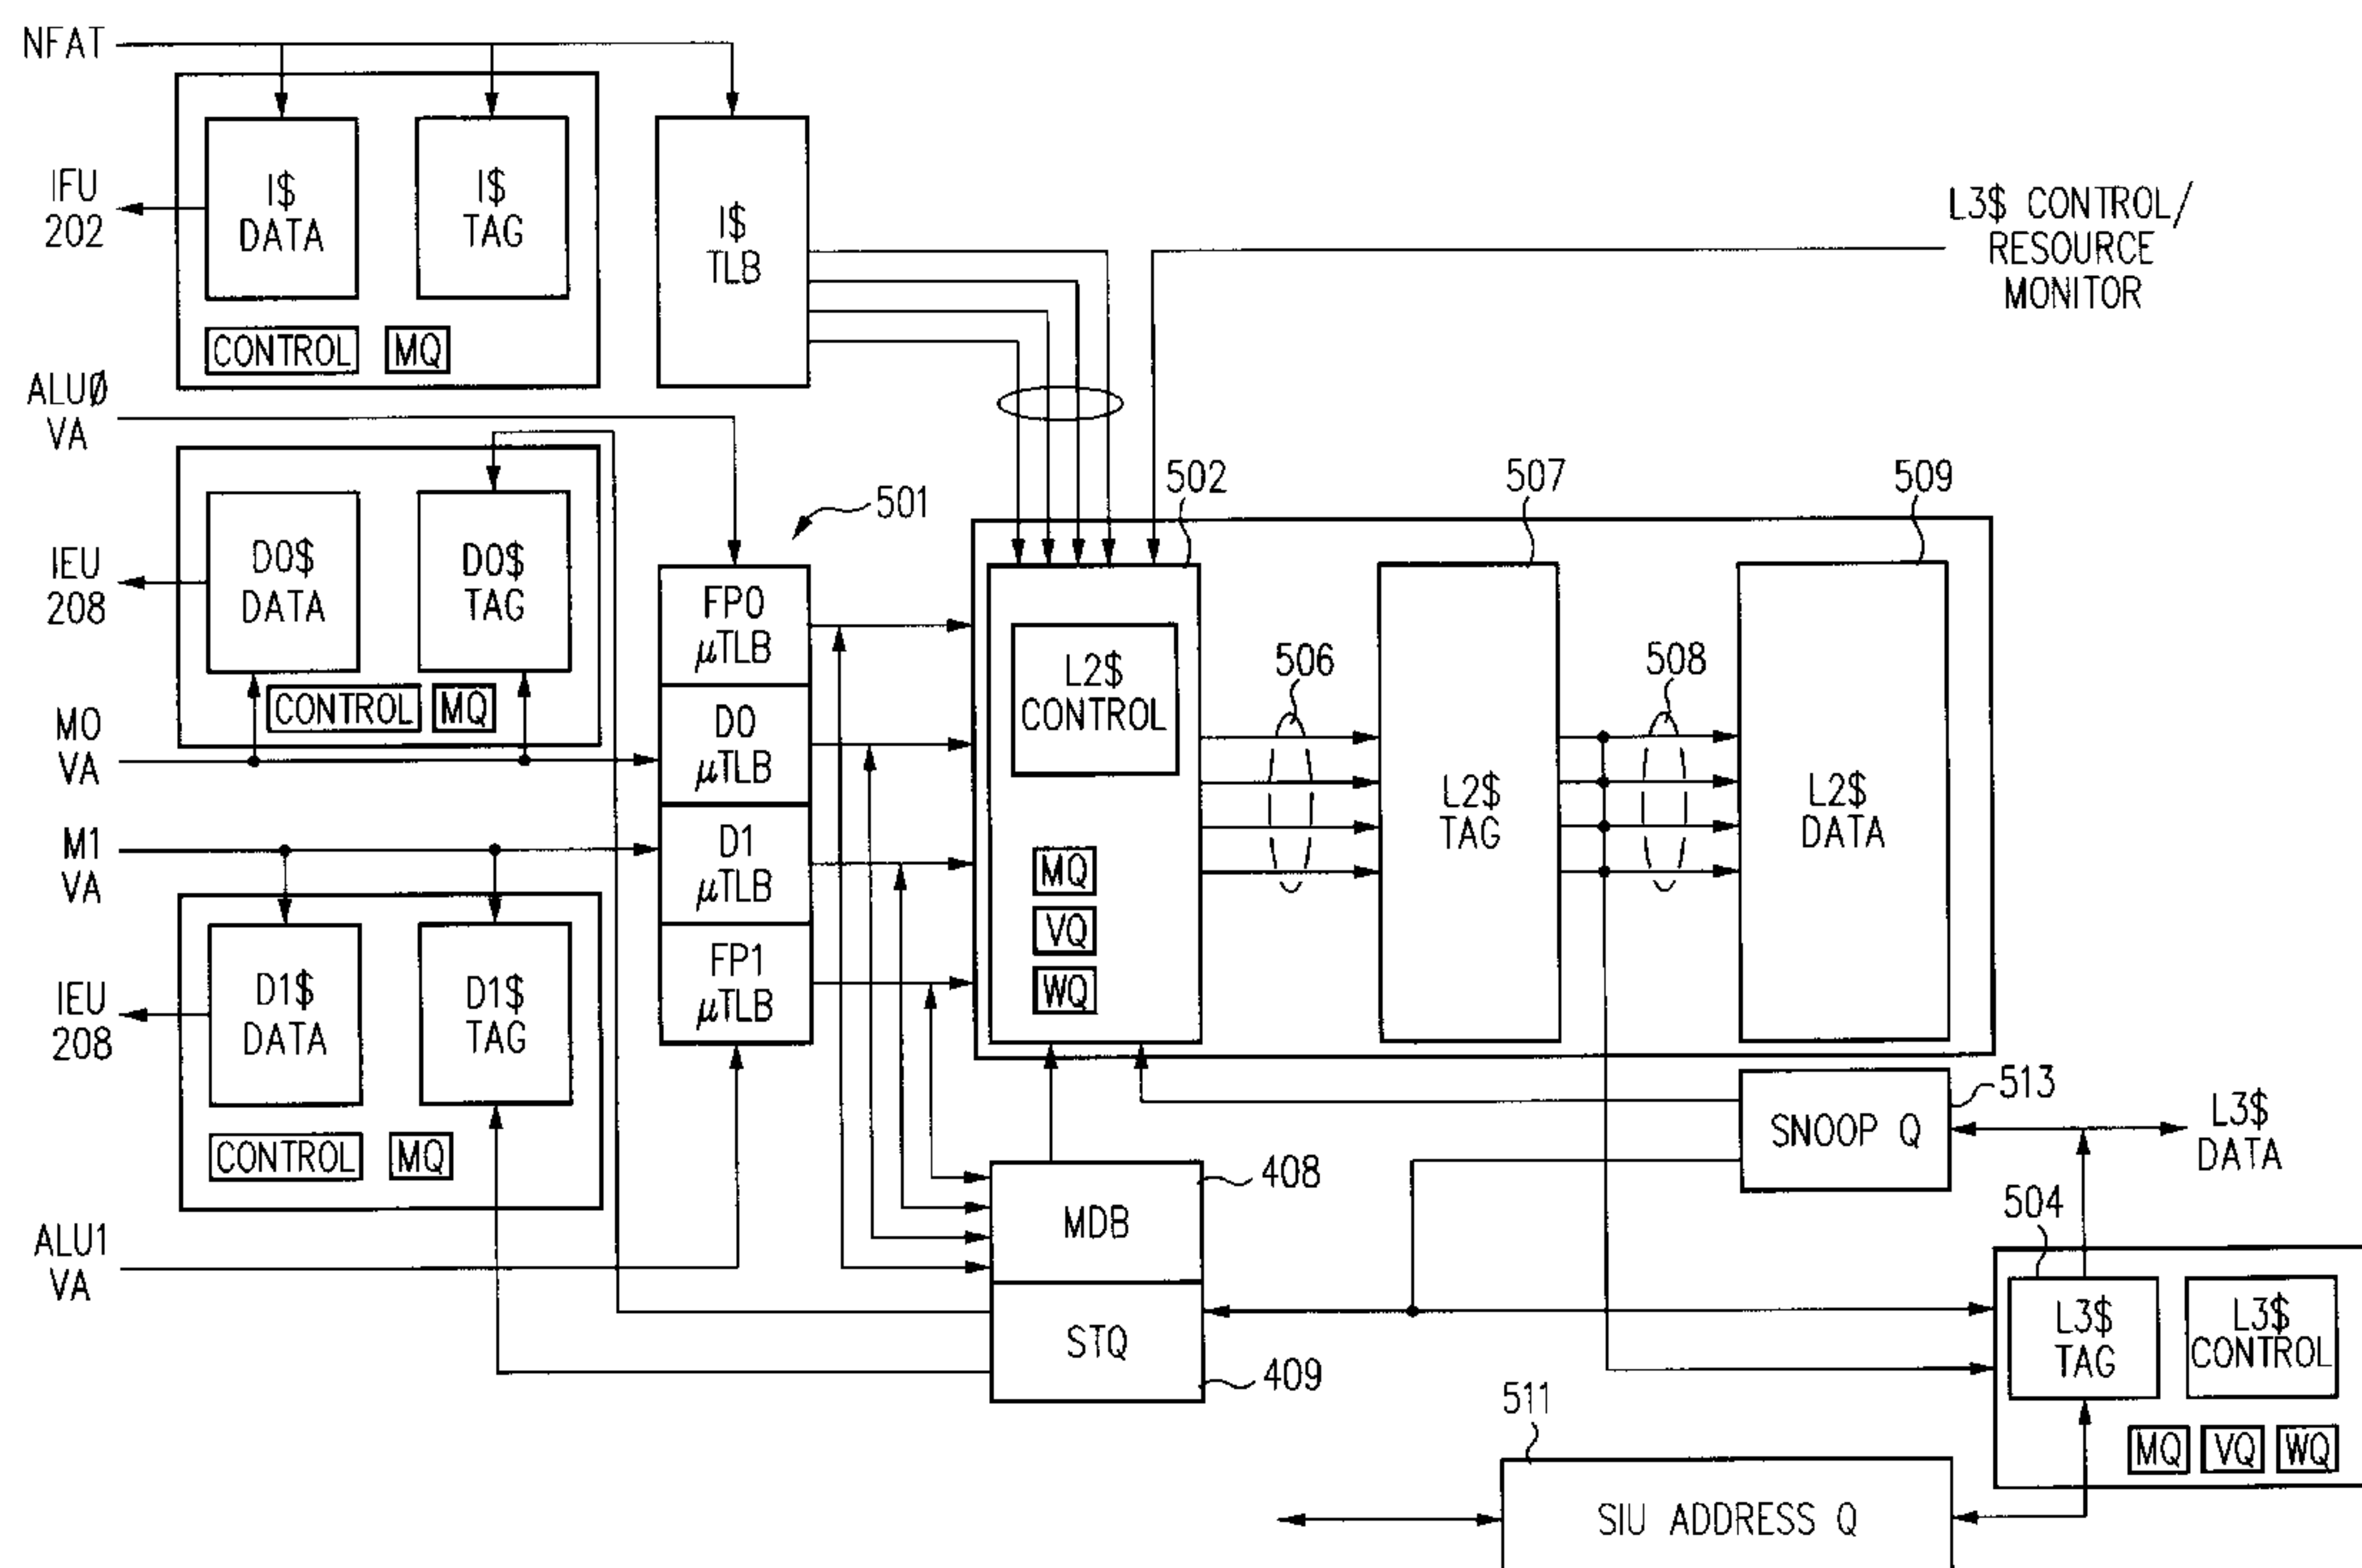 NFAT
IFU
202
I$
DATA
I$
TAG
CONTROL
MQ
I$
TLB
L3$ CONTROL/
RESOURCE
MONITOR
ALUØ
VA
IEU
208
D0$
DATA
D0$
TAG
CONTROL
MQ
501
FP0
μTLB
D0
μTLB
D1
μTLB
FP1
μTLB
502
L2$
CONTROL
MQ
VQ
WQ
506
507
L2$
TAG
508
509
L2$
DATA
M0
VA
M1
VA
IEU
208
D1$
DATA
D1$
TAG
CONTROL
MQ
ALU1
VA
408
MDB
STQ
409
SNOOP Q
513
L3$
DATA
504
L3$
TAG
L3$
CONTROL
MQ
VQ
WQ
511
SIU ADDRESS Q